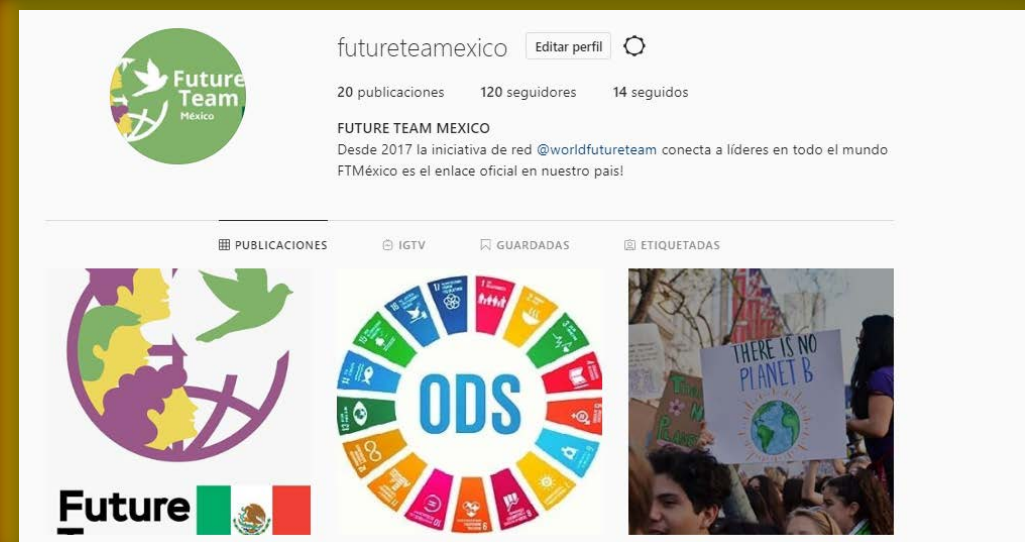 Future
Team
México
futureteamexico
Editar perfil
20 publicaciones 120 seguidores 14 seguidos
FUTURE TEAM MEXICO
Desde 2017 la iniciativa de red @worldfutureteam conecta a líderes en todo el mundo
FTMéxico es el enlace oficial en nuestro pais!
PUBLICACIONES IGTV GUARDADAS ETIQUETADAS
Future
ODS
THERE IS NO
PLANET B